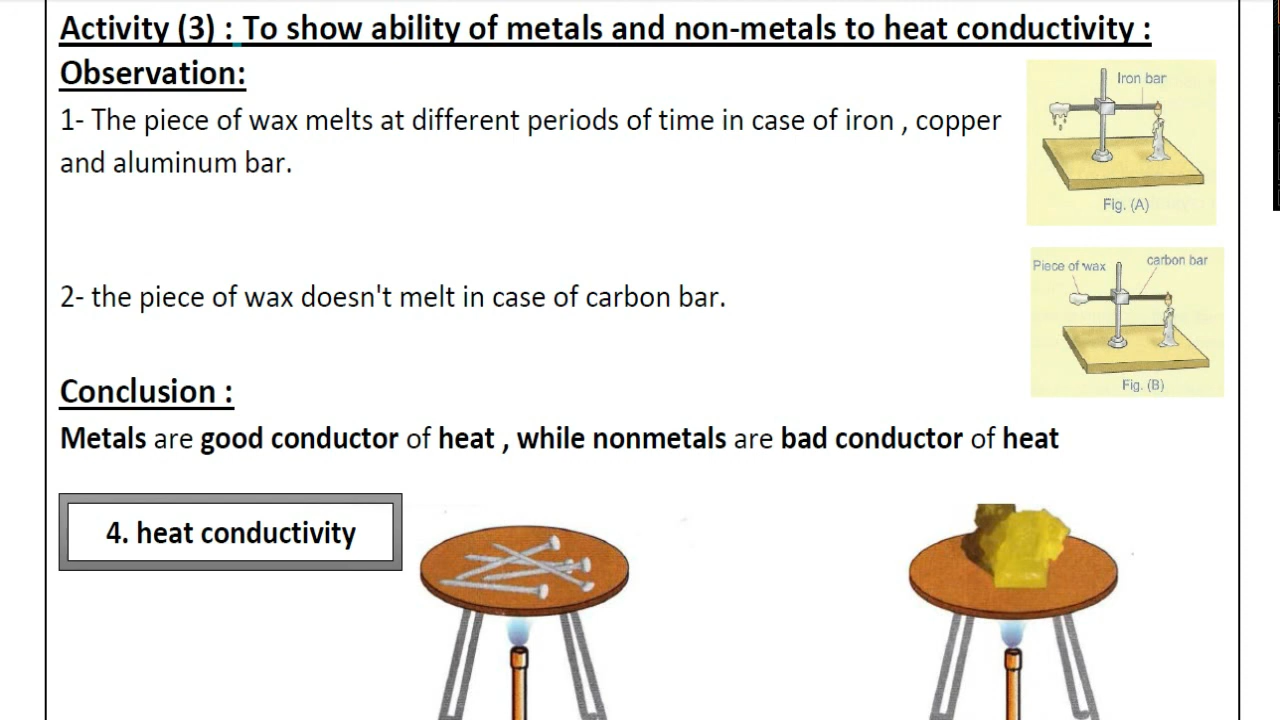 Activity (3) : To show ability of metals and non-metals to heat conductivity :
Observation:
1- The piece of wax melts at different periods of time in case of iron , copper
and aluminum bar.
Iron bar
Fig. (A)
2- the piece of wax doesn't melt in case of carbon bar.
Piece of wax
carbon bar
Fig. (B)
Conclusion :
Metals are good conductor of heat , while nonmetals are bad conductor of heat
4. heat conductivity